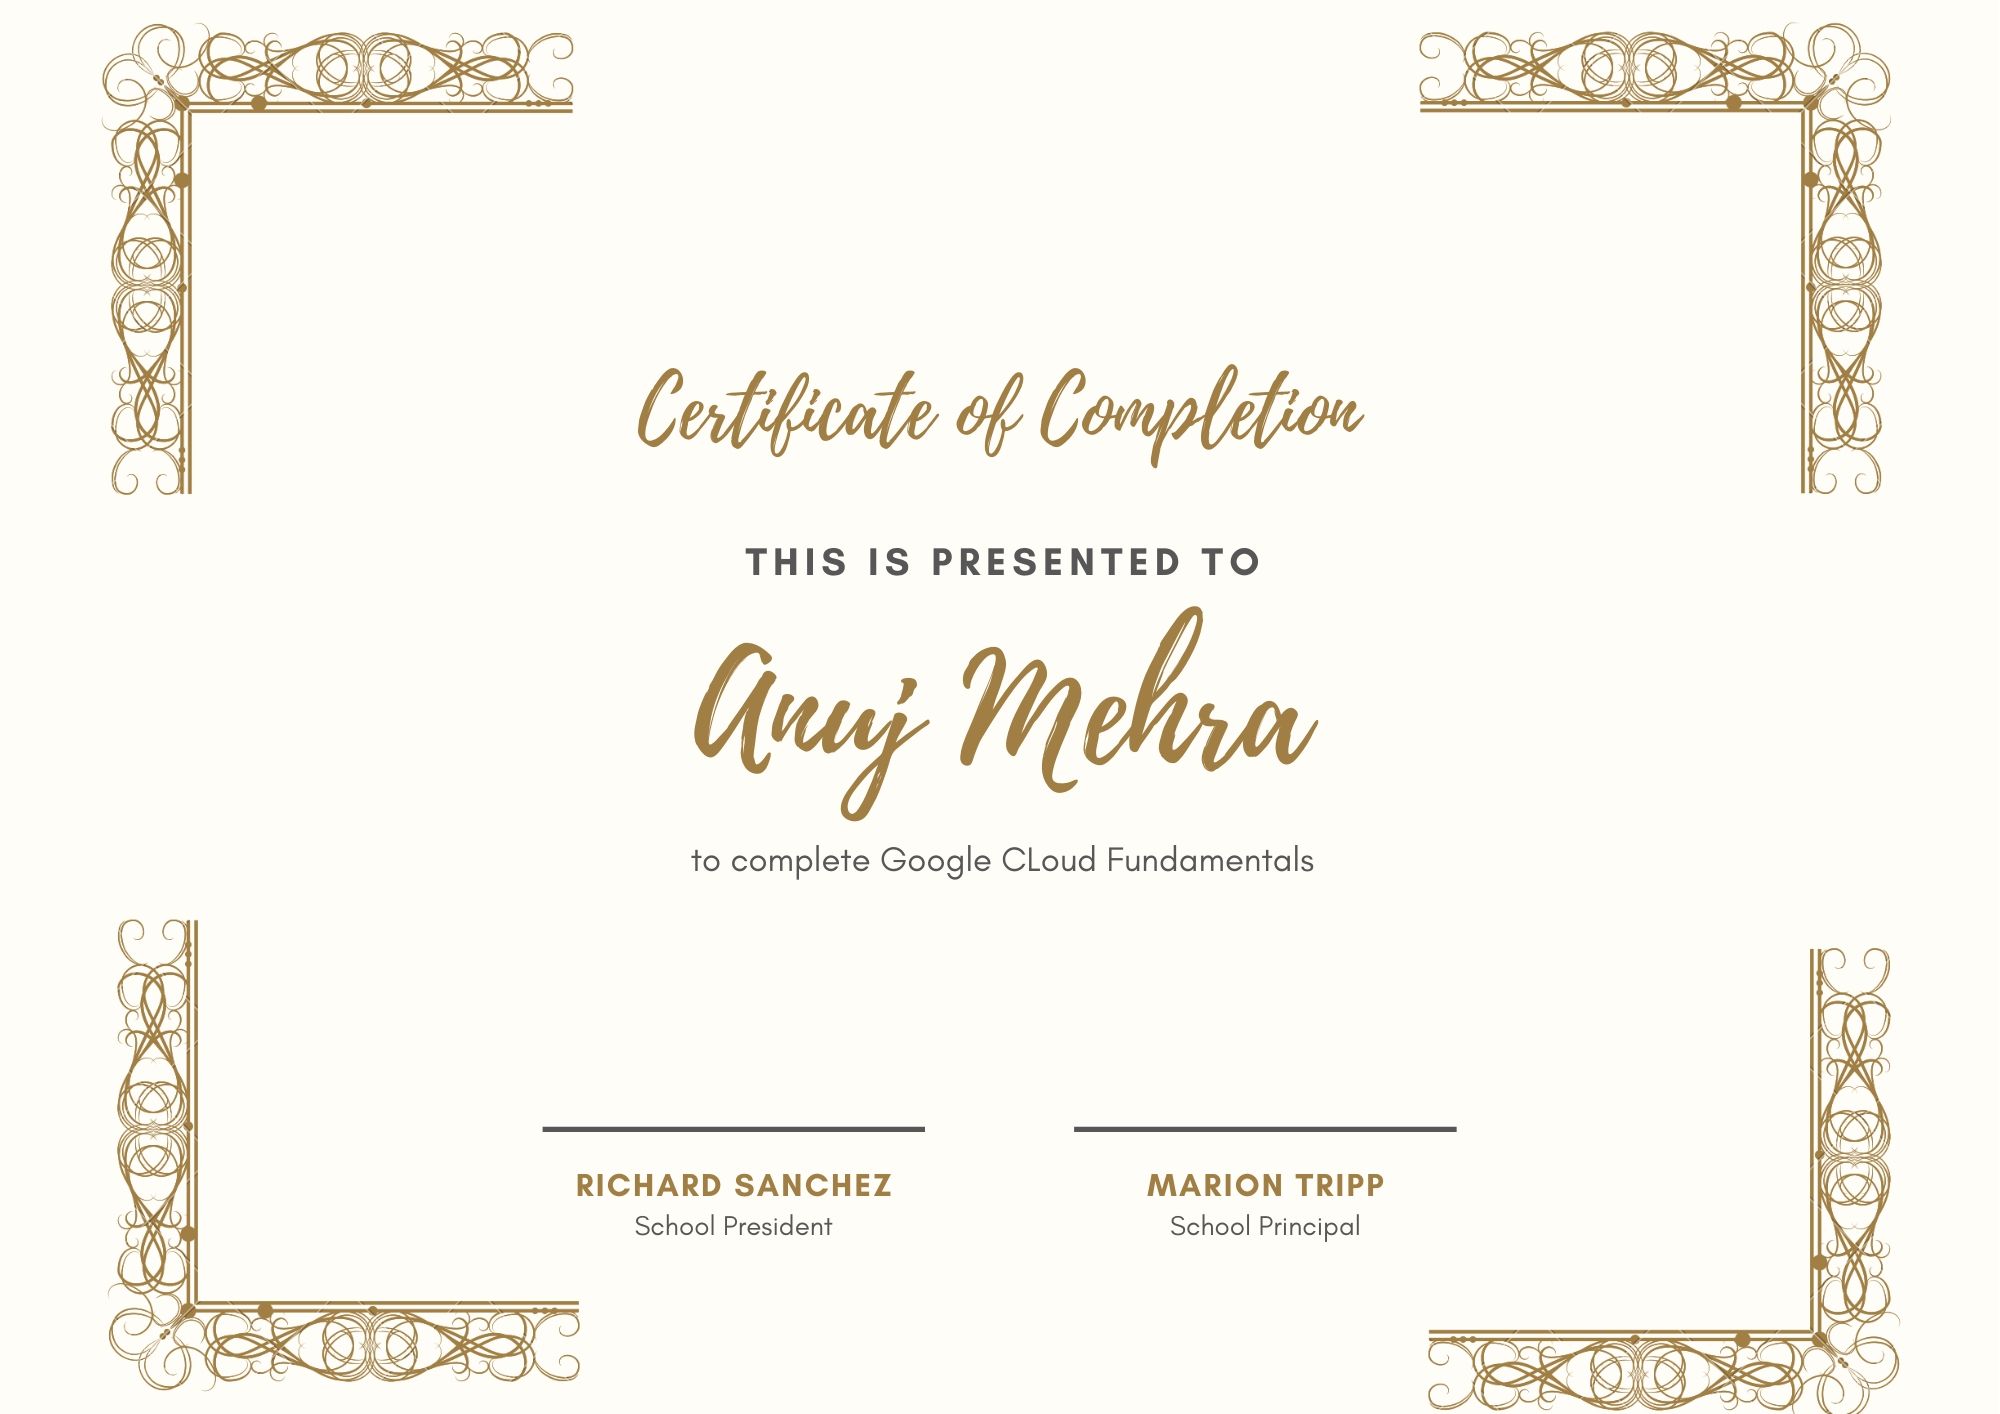 Certificate of Completion
THIS IS PRESENTED TO
Anuj Mehra
to complete Google CLoud Fundamentals
RICHARD SANCHEZ
School President
MARION TRIPP
School Principal